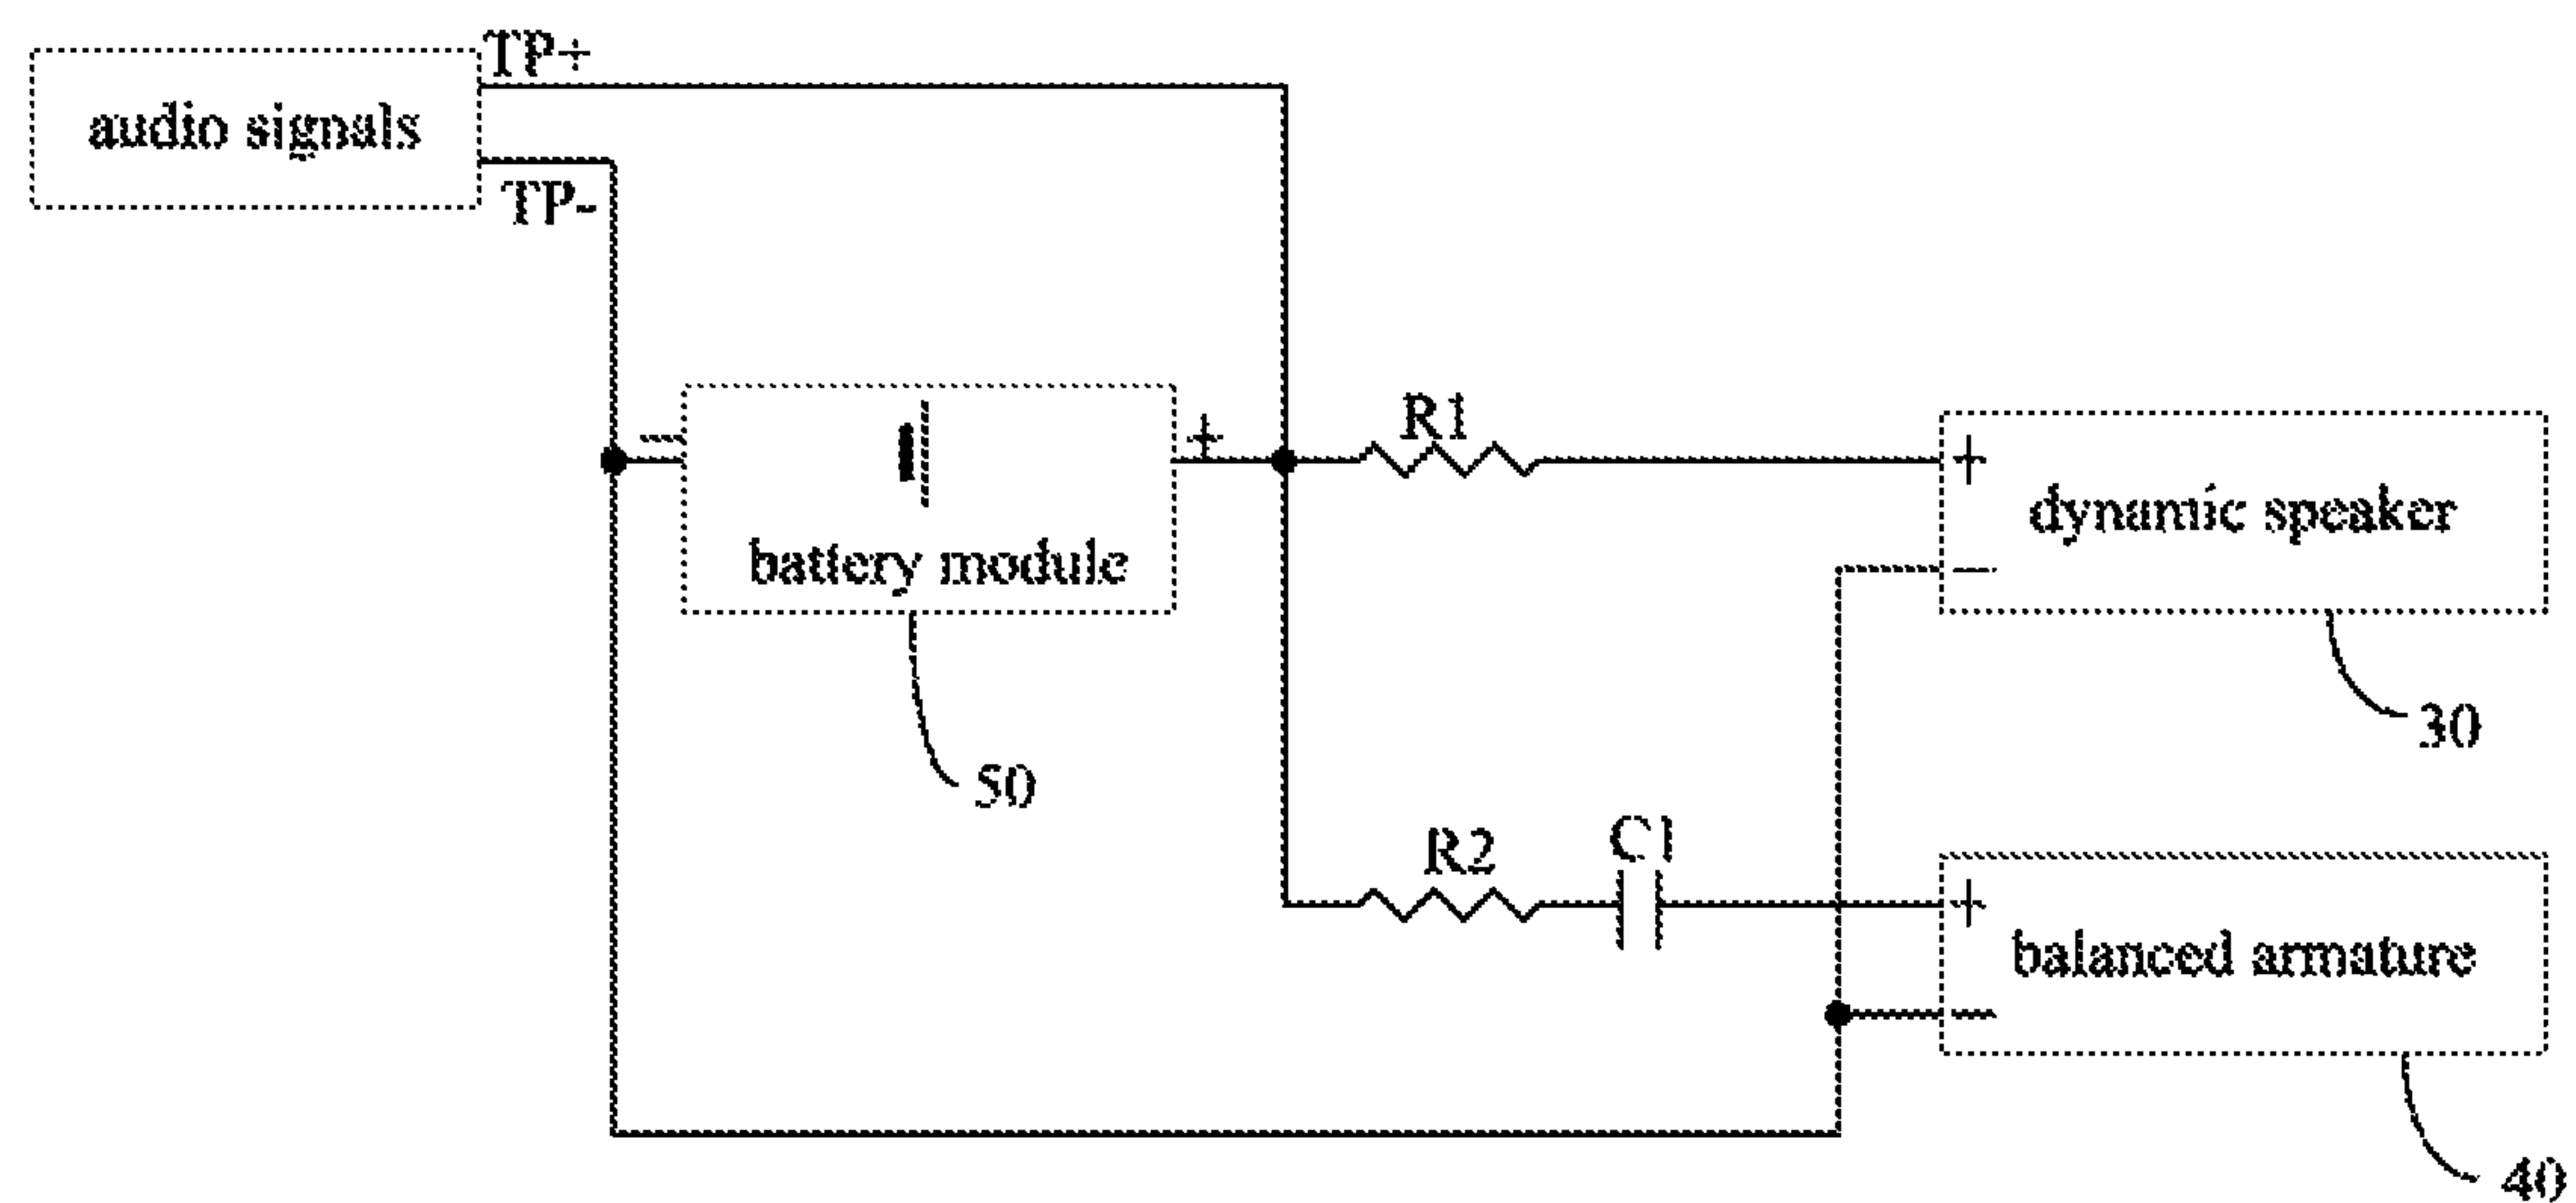 TP+
audio signals
TP-
− +
battery module
50
R1
+
dynamic speaker
−
30
R2
C1
+
balanced armature
−
40